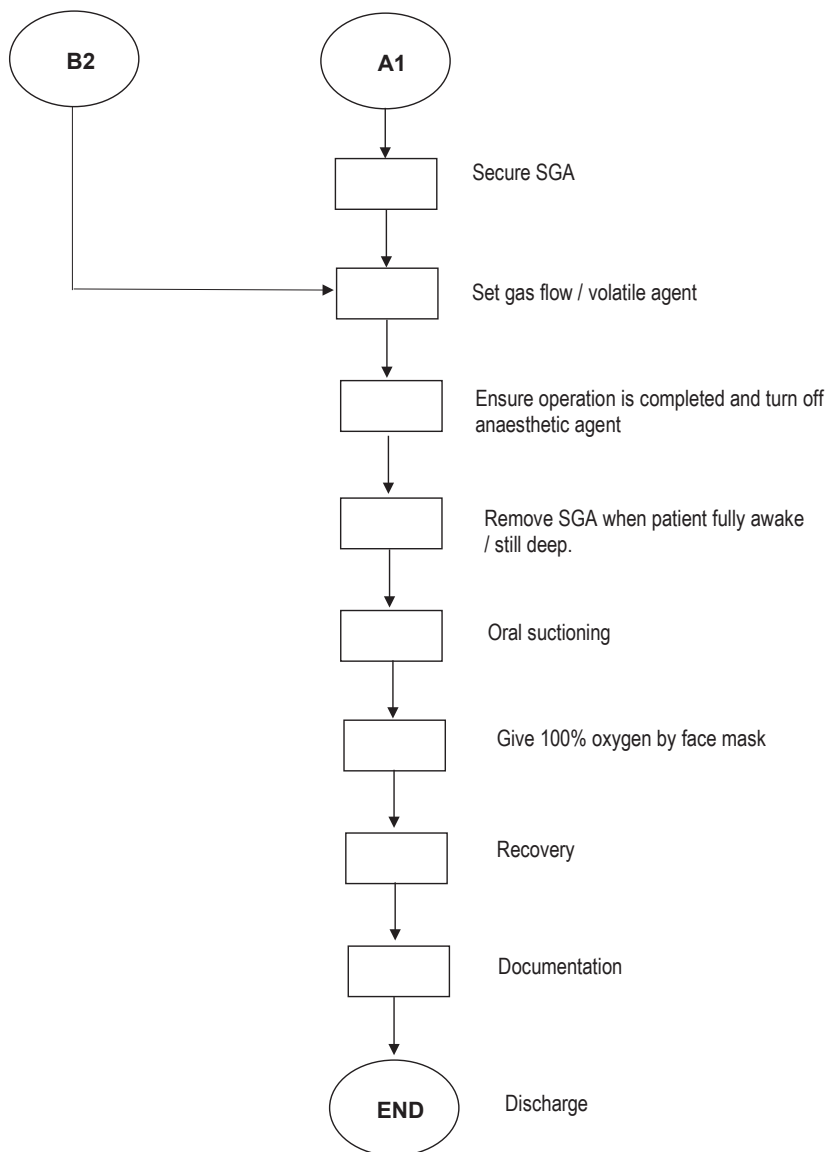 B2
A1
Secure SGA
Set gas flow / volatile agent
Ensure operation is completed and turn off
anaesthetic agent
Remove SGA when patient fully awake
/ still deep.
Oral suctioning
Give 100% oxygen by face mask
Recovery
Documentation
END
Discharge